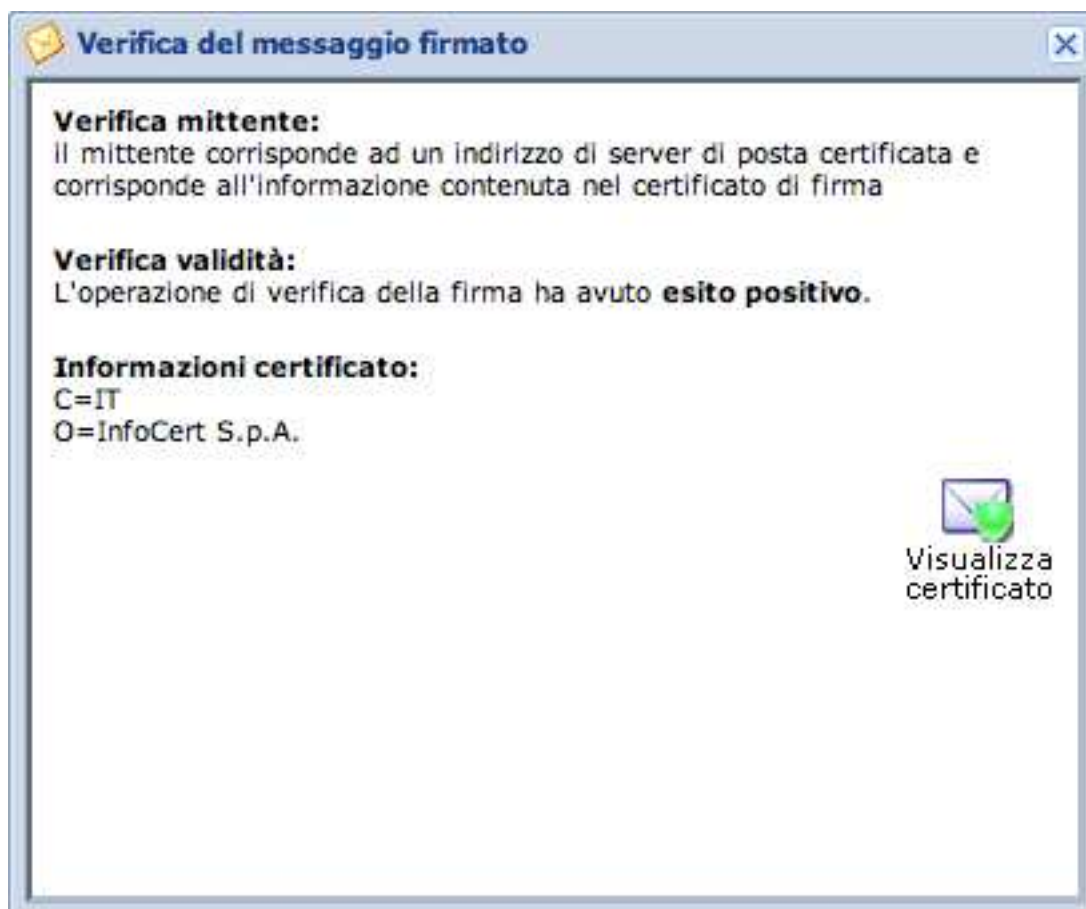 Verifica del messaggio firmato
Verifica mittente:
il mittente corrisponde ad un indirizzo di server di posta certificata e
corrisponde all'informazione contenuta nel certificato di firma
Verifica validità:
L'operazione di verifica della firma ha avuto esito positivo.
Informazioni certificato:
C=IT
O=InfoCert S.p.A.
Visualizza
certificato